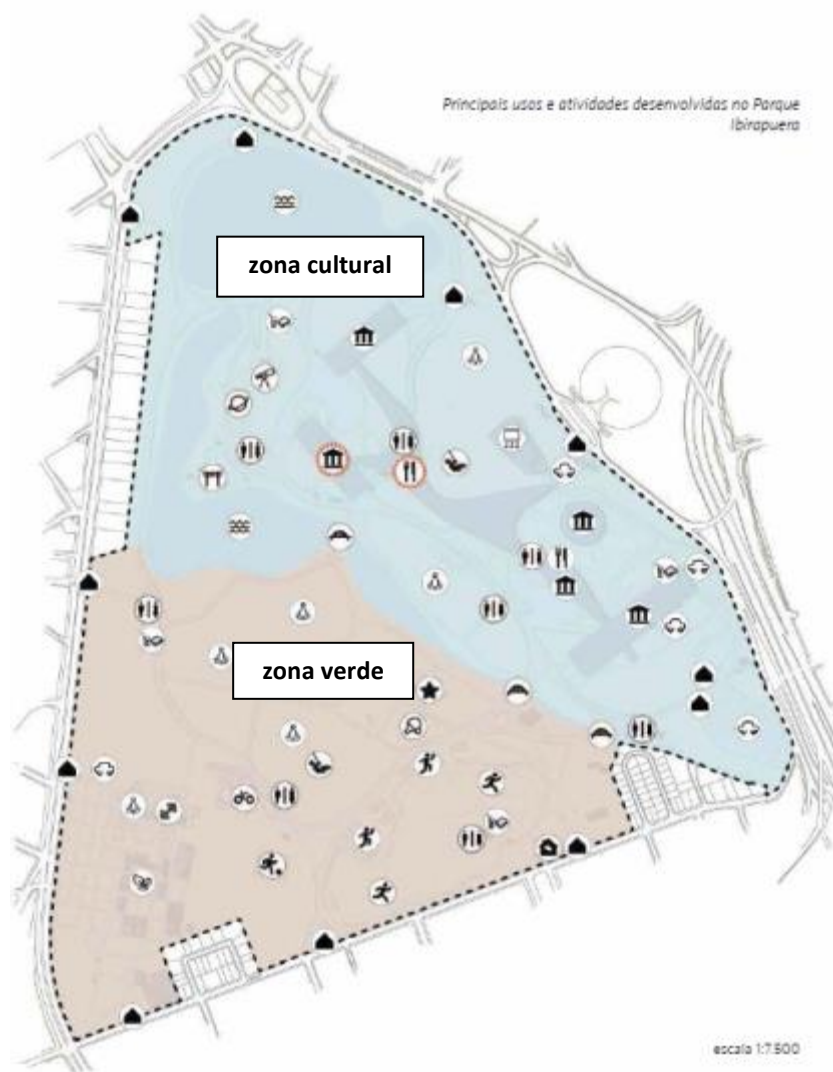 Principais usos e atividades desenvolvidas no Parque
Ibirapuera
zona cultural
zona verde
escala 1:7.500